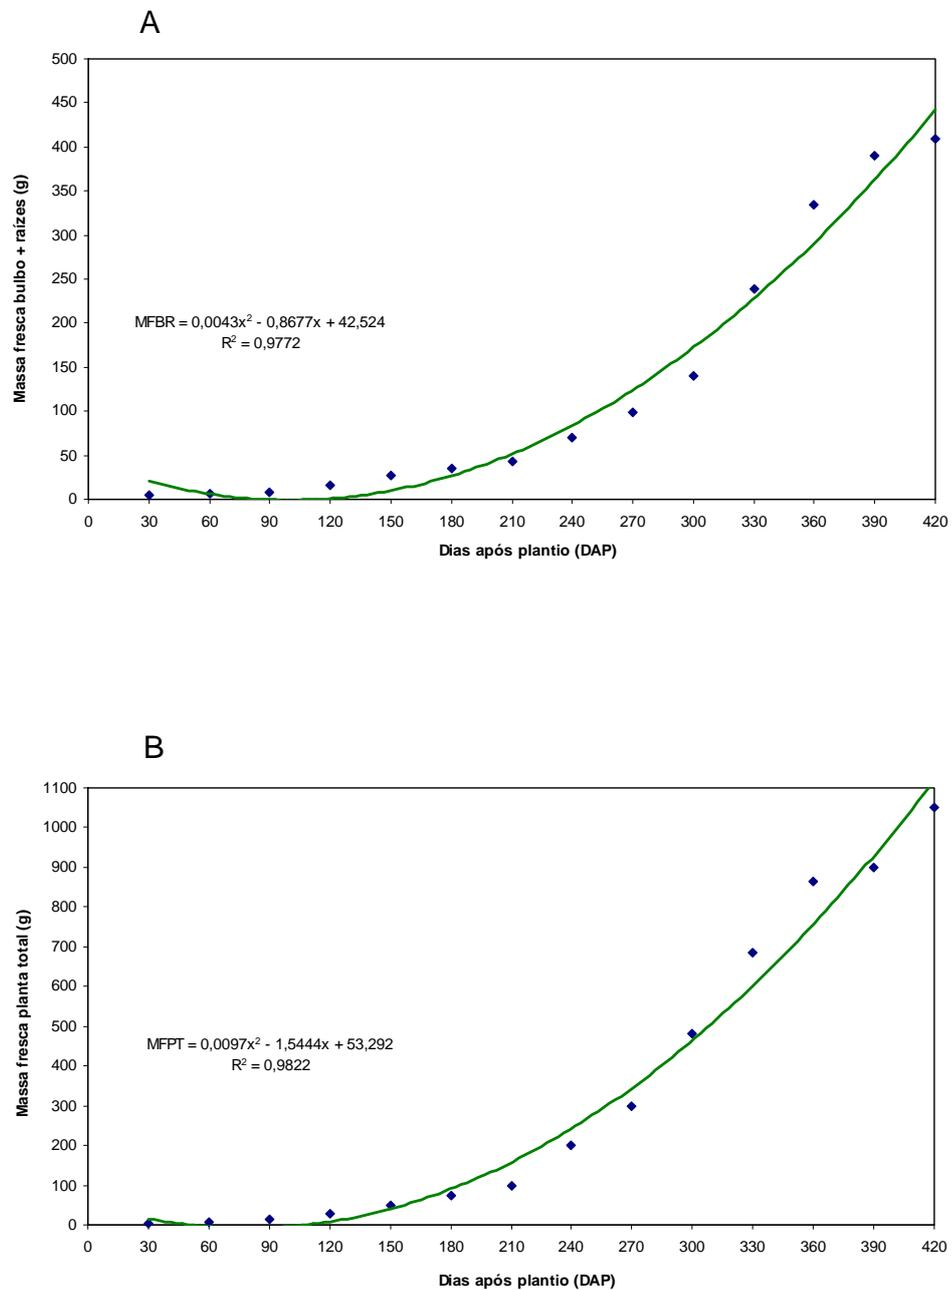 A
500
450
400
350
300
250
200
150
100
50
0
Massa fresca bulbo + raízes (g)
MFBR = 0,0043x² - 0,8677x + 42,524
R² = 0,9772
0 30 60 90 120 150 180 210 240 270 300 330 360 390 420
Dias após plantio (DAP)
B
1100
1000
900
800
700
600
500
400
300
200
100
0
Massa fresca planta total (g)
MFPT = 0,0097x² - 1,5444x + 53,292
R² = 0,9822
0 30 60 90 120 150 180 210 240 270 300 330 360 390 420
Dias após plantio (DAP)